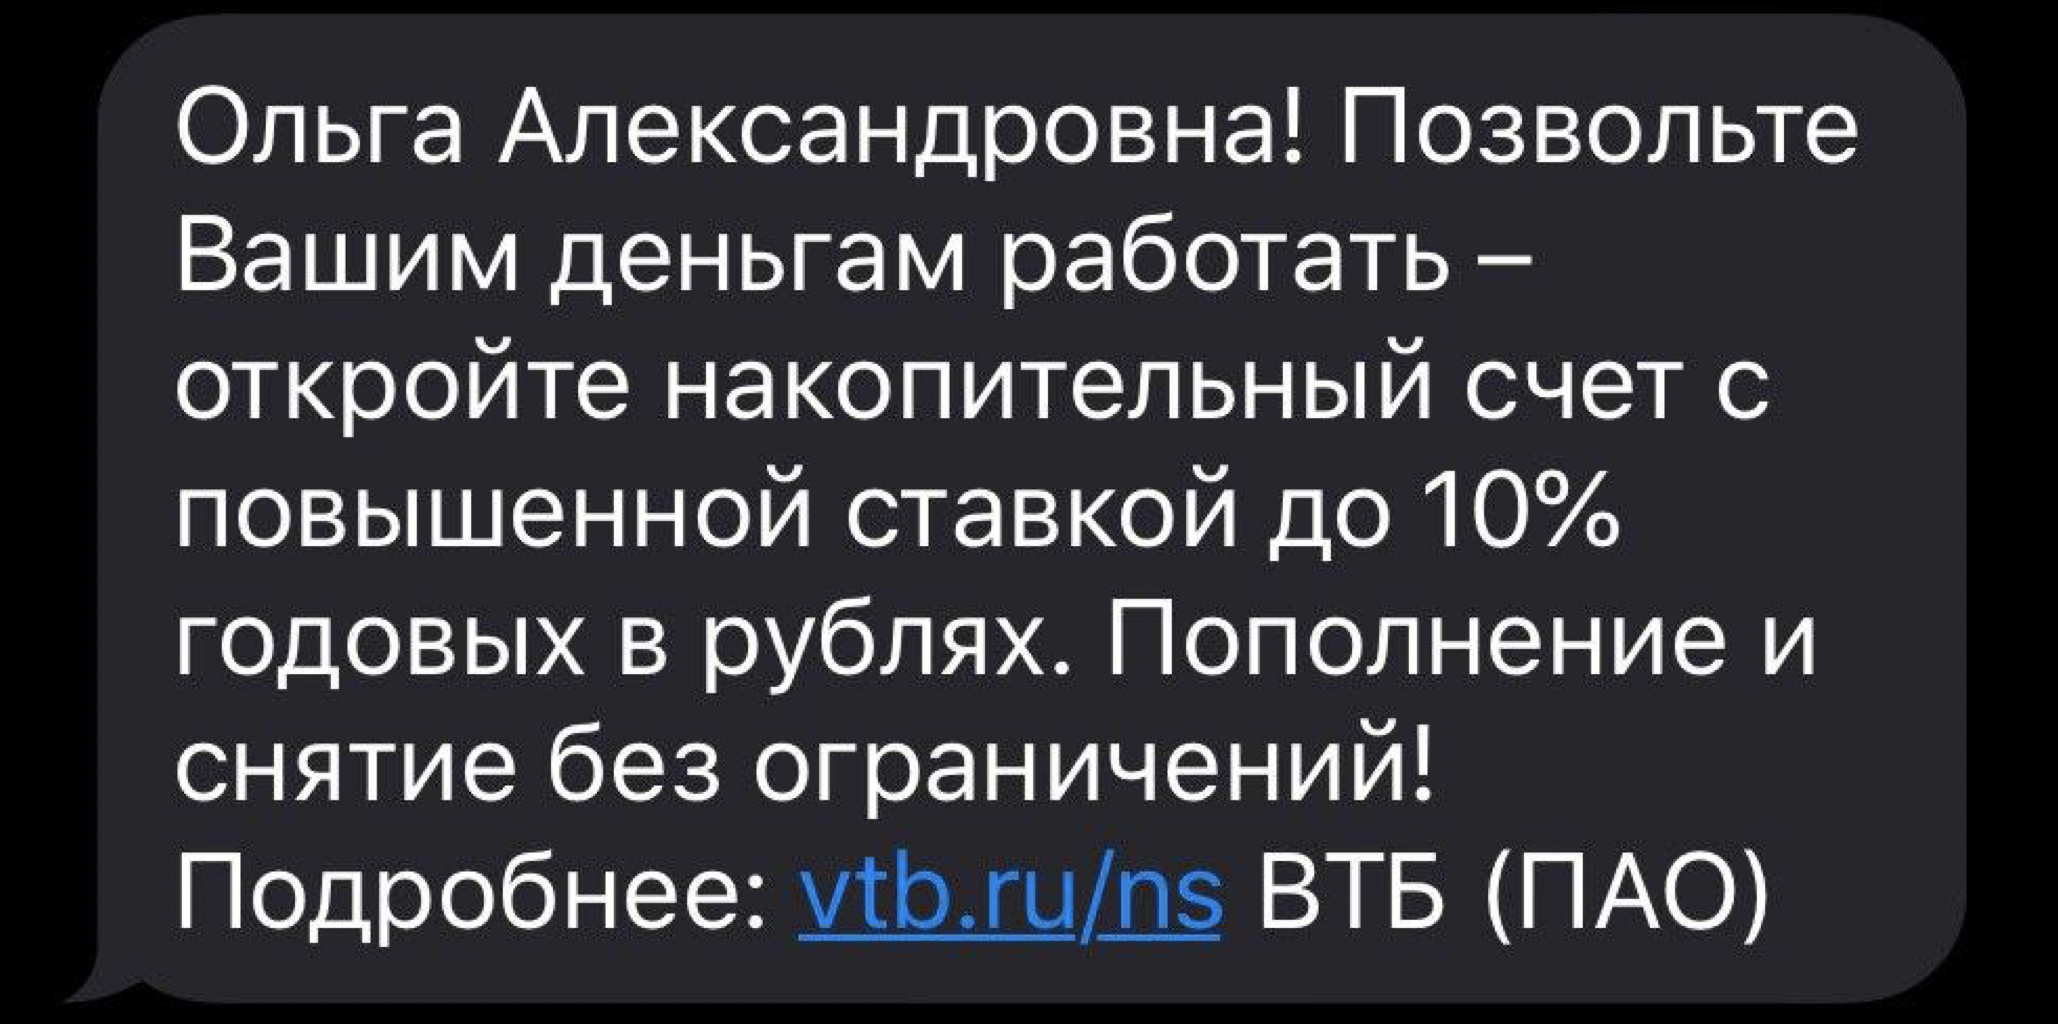 Ольга Александровна! Позвольте
Вашим деньгам работать –
откройте накопительный счет с
повышенной ставкой до 10%
годовых в рублях. Пополнение и
снятие без ограничений!
Подробнее: vtb.ru/ns ВТБ (ПАО)